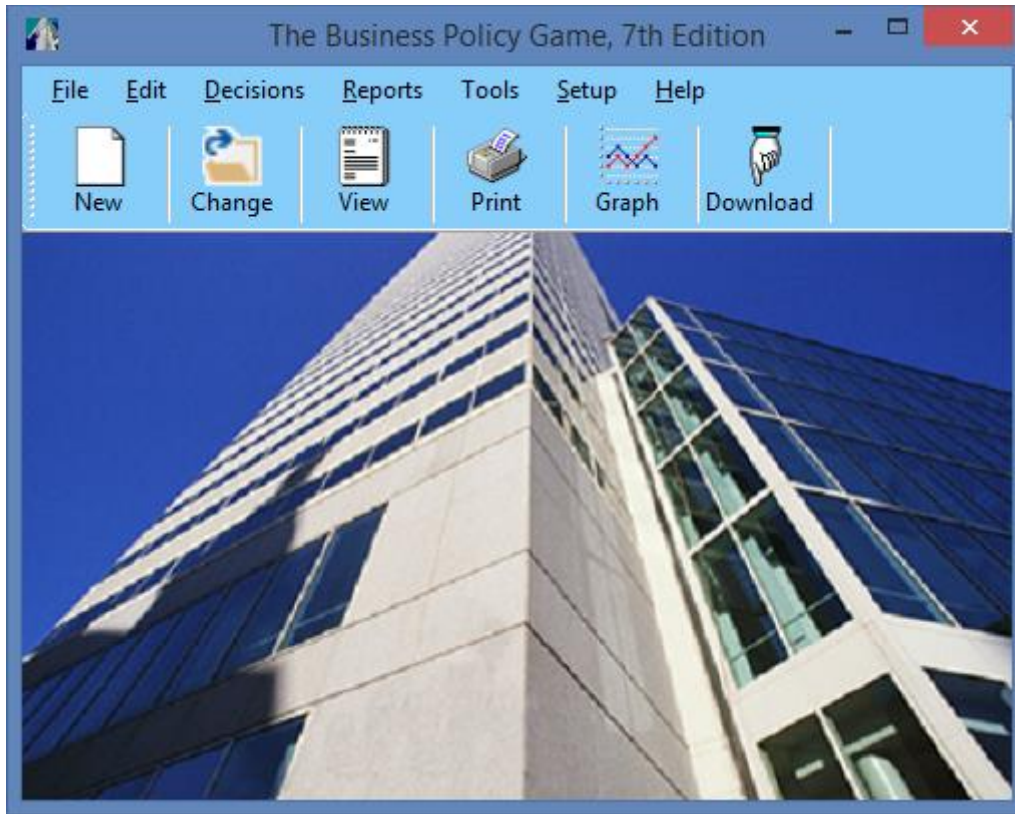 The Business Policy Game, 7th Edition
File Edit Decisions Reports Tools Setup Help
New Change View Print Graph Download